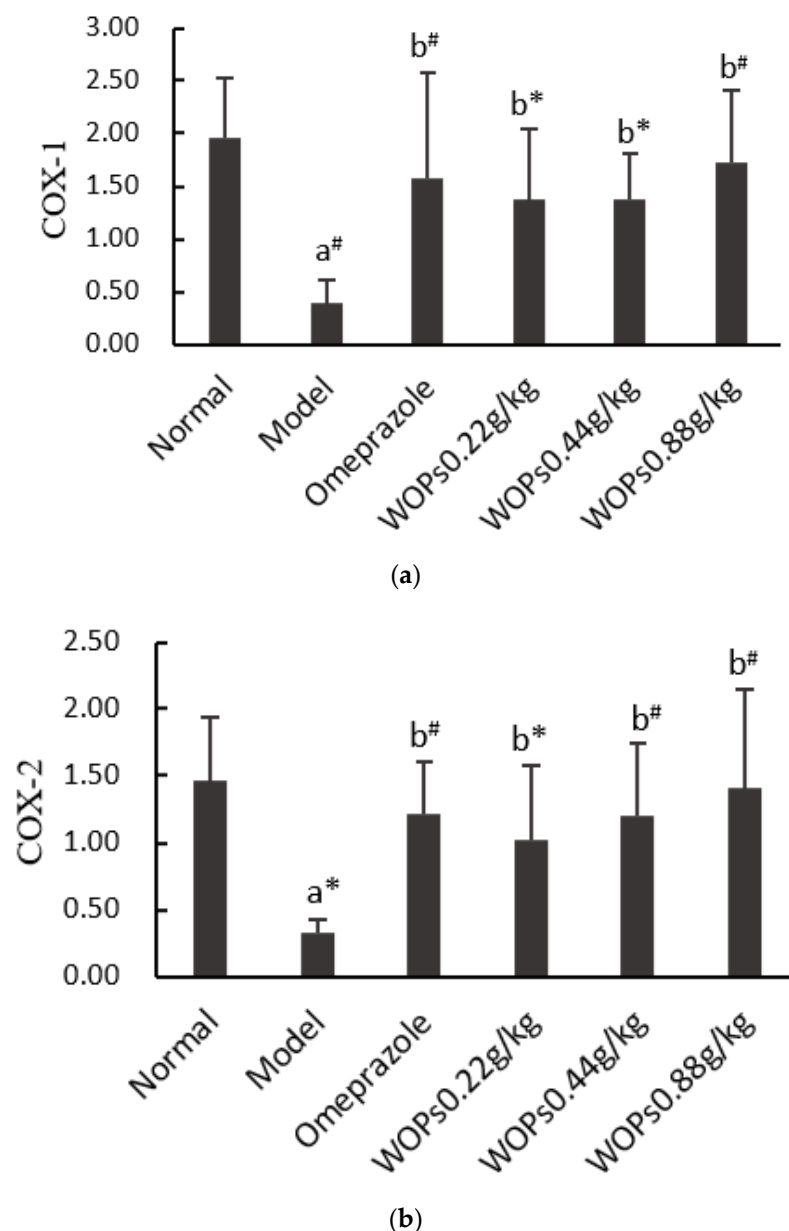 3.00
2.50
2.00
1.50
1.00
0.50
0.00
COX-1
a#
b#
b*
b*
b#
Normal
Model
Omeprazole
WOPs0.22g/kg
WOPs0.44g/kg
WOPs0.88g/kg
(a)
2.50
2.00
1.50
1.00
0.50
0.00
COX-2
a*
b#
b*
b#
b#
Normal
Model
Omeprazole
WOPs0.22g/kg
WOPs0.44g/kg
WOPs0.88g/kg
(b)